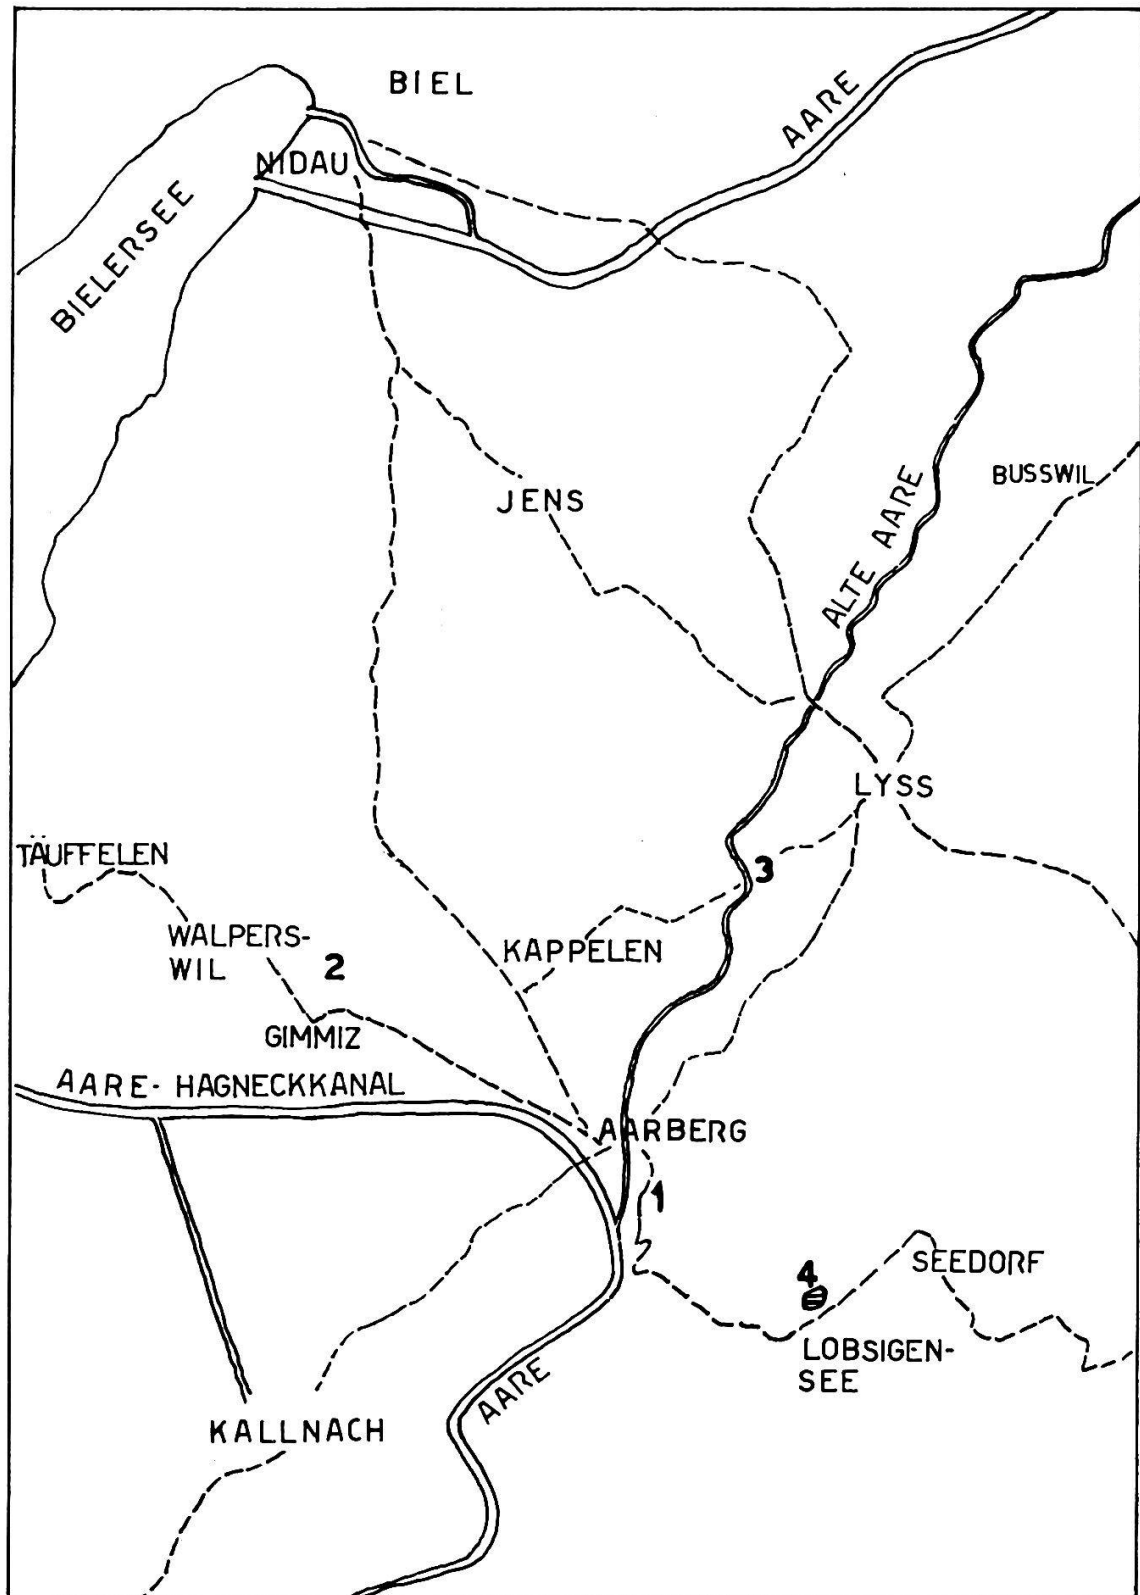 BIEL
AARE
NIDAU
BIELERSEE
JENS
BUSSWIL
ALTE AARE
LYSS
TÄUFFELEN
3
WALPERS-
WIL
2
KAPPELEN
GIMMIZ
AARE-HAGNECKKANAL
AARBERG
1
4
SEEDORF
LOBSIGEN-
SEE
AARE
KALLNACH